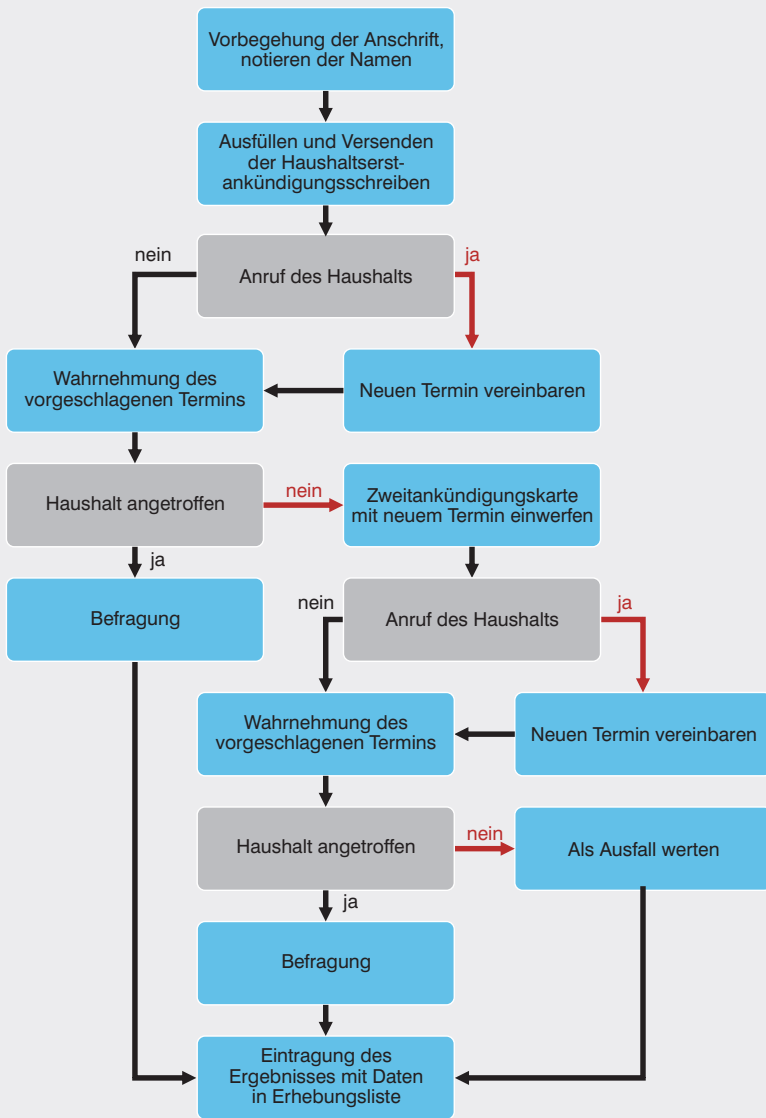 Vorbegehung der Anschrift,
notieren der Namen
Ausfüllen und Versenden
der Haushaltserst-
ankündigungsschreiben
nein
ja
Anruf des Haushalts
Wahrnehmung des
vorgeschlagenen Termins
Neuen Termin vereinbaren
Haushalt angetroffen
nein
Zweitankündigungskarte
mit neuem Termin einwerfen
ja
Befragung
nein
Anruf des Haushalts
ja
Wahrnehmung des
vorgeschlagenen Termins
Neuen Termin vereinbaren
Haushalt angetroffen
nein
Als Ausfall werten
ja
Befragung
Eintragung des
Ergebnisses mit Daten
in Erhebungsliste